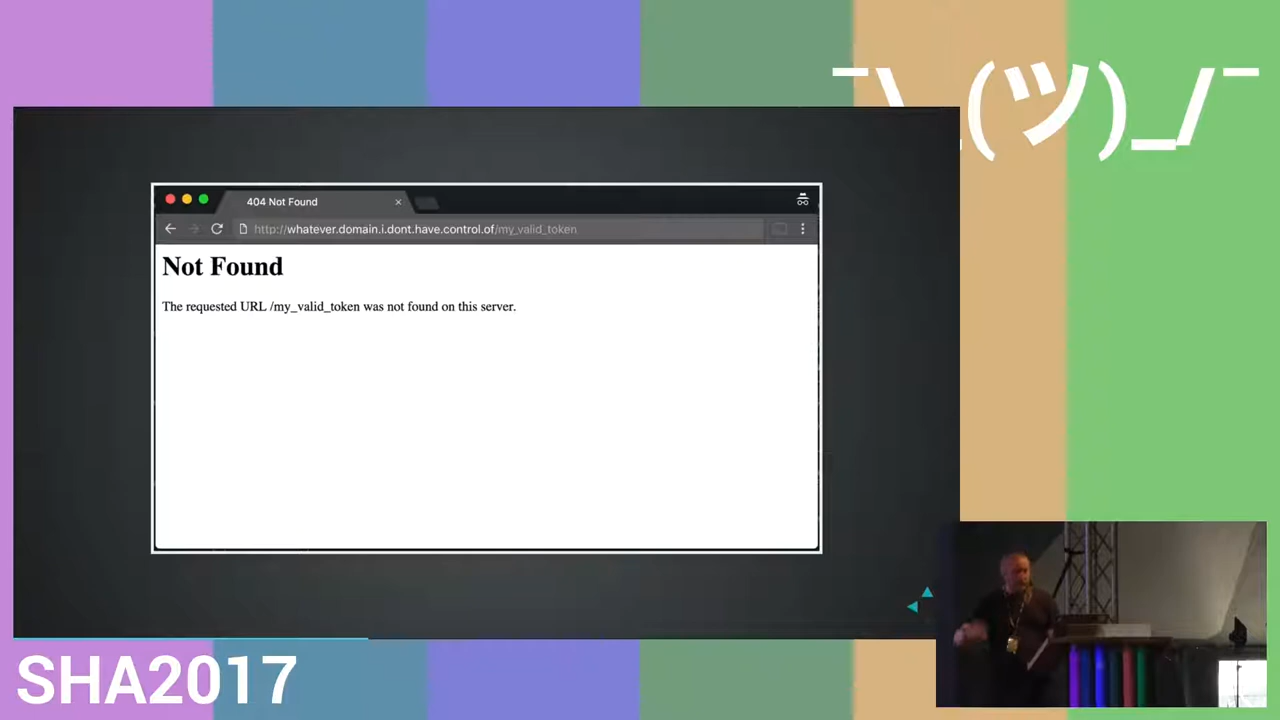 ¯\_(ツ)_/¯
404 Not Found
http://whatever.domain.i.dont.have.control.of/my_valid_token
Not Found
The requested URL /my_valid_token was not found on this server.
SHA2017